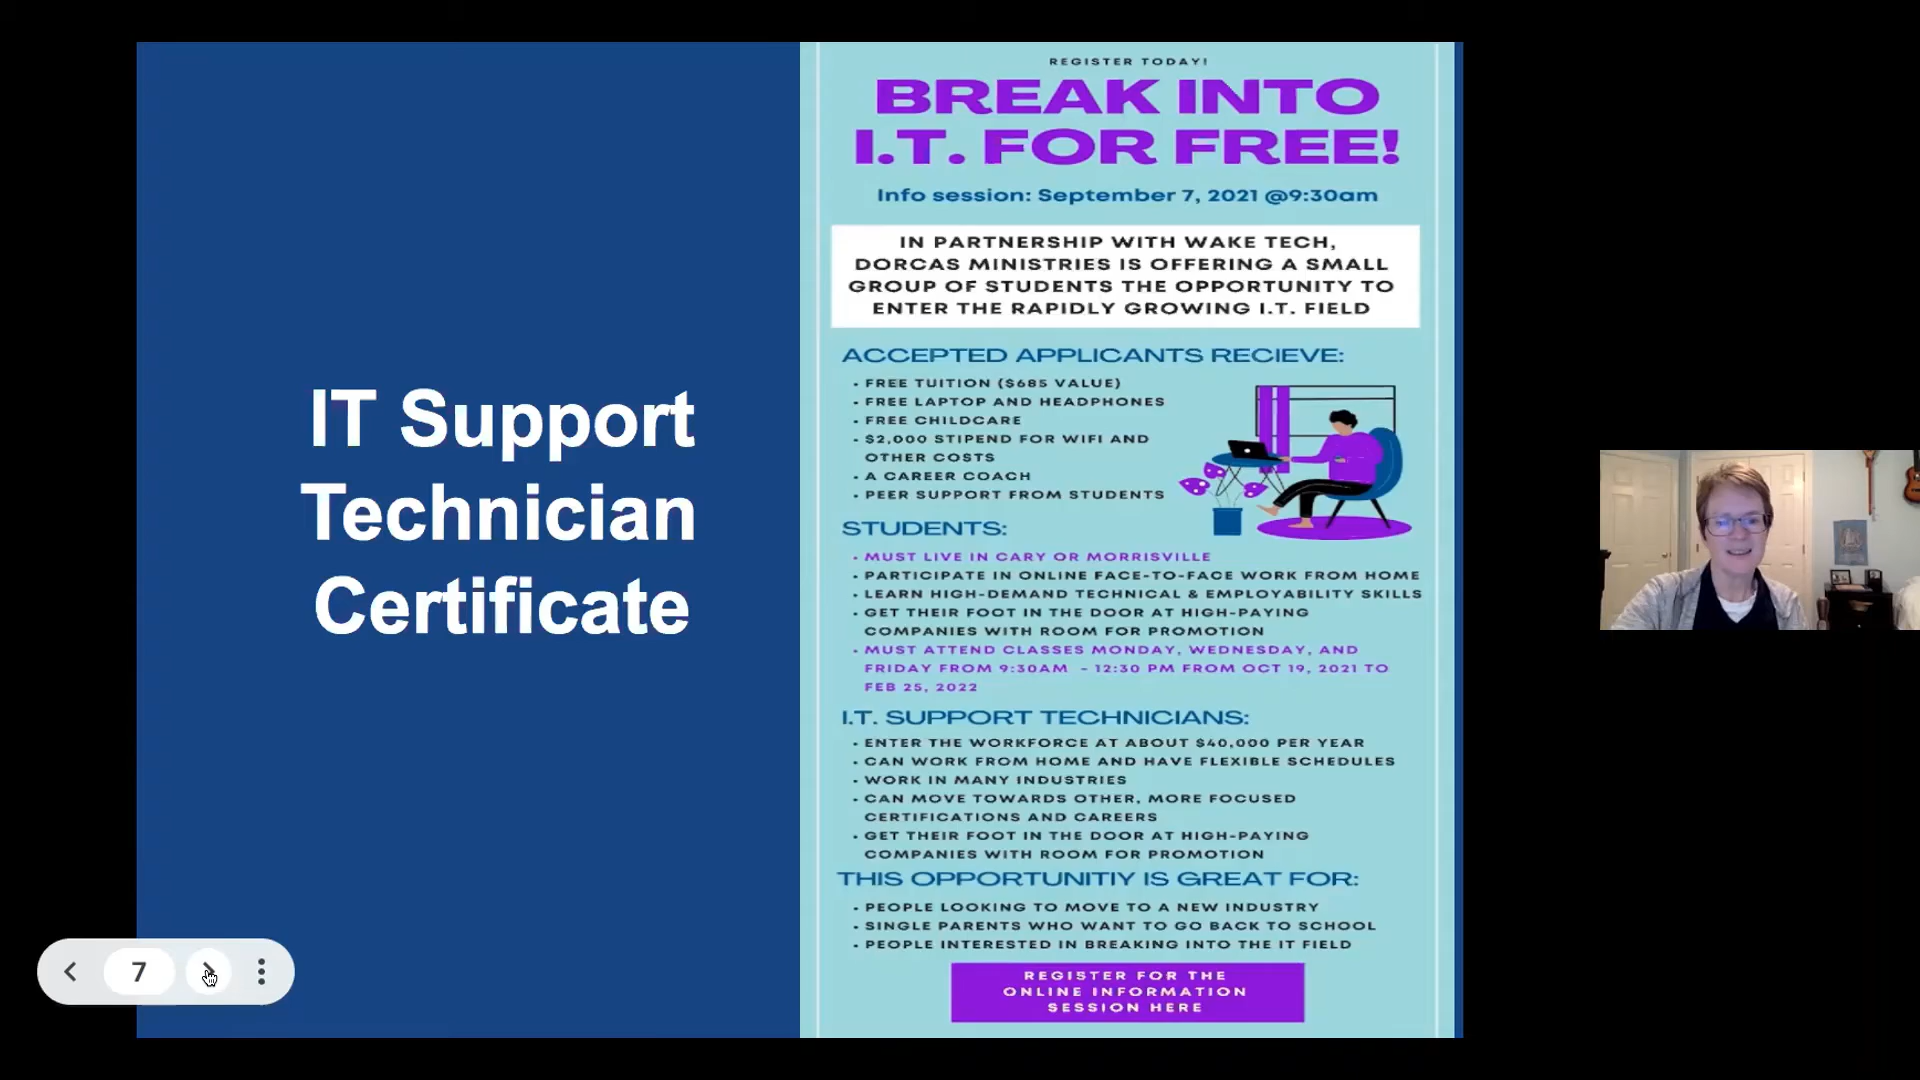 IT Support
Technician
Certificate
REGISTER TODAY!
BREAK INTO
I.T. FOR FREE!
Info session: September 7, 2021 @9:30am
IN PARTNERSHIP WITH WAKE TECH,
DORCAS MINISTRIES IS OFFERING A SMALL
GROUP OF STUDENTS THE OPPORTUNITY TO
ENTER THE RAPIDLY GROWING I.T. FIELD
ACCEPTED APPLICANTS RECIEVE:
• FREE TUITION ($685 VALUE)
• FREE LAPTOP AND HEADPHONES
• FREE CHILDCARE
• $2,000 STIPEND FOR WIFI AND
OTHER COSTS
• A CAREER COACH
• PEER SUPPORT FROM STUDENTS
STUDENTS:
• MUST LIVE IN CARY OR MORRISVILLE
• PARTICIPATE IN ONLINE FACE-TO-FACE WORK FROM HOME
• LEARN HIGH-DEMAND TECHNICAL & EMPLOYABILITY SKILLS
• GET THEIR FOOT IN THE DOOR AT HIGH-PAYING
COMPANIES WITH ROOM FOR PROMOTION
• MUST ATTEND CLASSES MONDAY, WEDNESDAY, AND
FRIDAY FROM 9:30AM - 12:30 PM FROM OCT 19, 2021 TO
FEB 25, 2022
I.T. SUPPORT TECHNICIANS:
• ENTER THE WORKFORCE AT ABOUT $40,000 PER YEAR
• CAN WORK FROM HOME AND HAVE FLEXIBLE SCHEDULES
• WORK IN MANY INDUSTRIES
• CAN MOVE TOWARDS OTHER, MORE FOCUSED
CERTIFICATIONS AND CAREERS
• GET THEIR FOOT IN THE DOOR AT HIGH-PAYING
COMPANIES WITH ROOM FOR PROMOTION
THIS OPPORTUNITIY IS GREAT FOR:
• PEOPLE LOOKING TO MOVE TO A NEW INDUSTRY
• SINGLE PARENTS WHO WANT TO GO BACK TO SCHOOL
• PEOPLE INTERESTED IN BREAKING INTO THE IT FIELD
REGISTER FOR THE
ONLINE INFORMATION
SESSION HERE
7